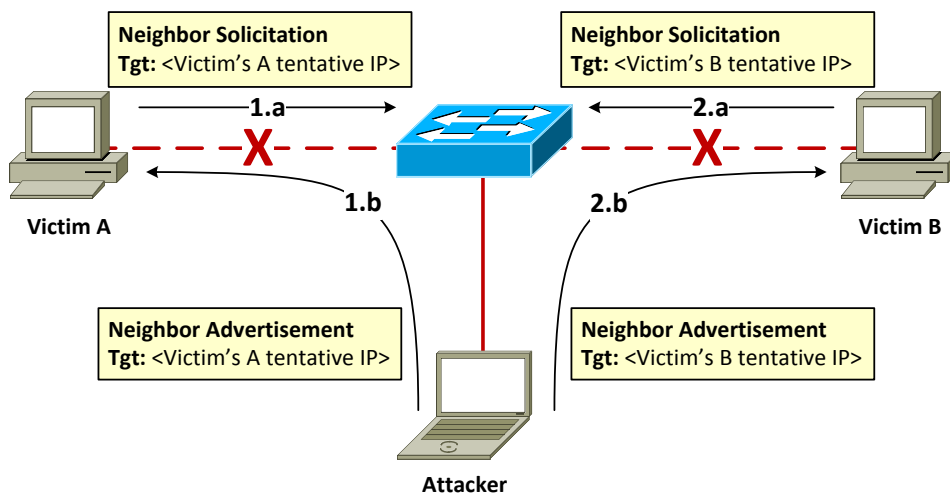 Neighbor Solicitation
Tgt: <Victim's A tentative IP>
Neighbor Solicitation
Tgt: <Victim's B tentative IP>
1.a
2.a
X
X
1.b
2.b
Victim A
Victim B
Neighbor Advertisement
Tgt: <Victim's A tentative IP>
Neighbor Advertisement
Tgt: <Victim's B tentative IP>
Attacker